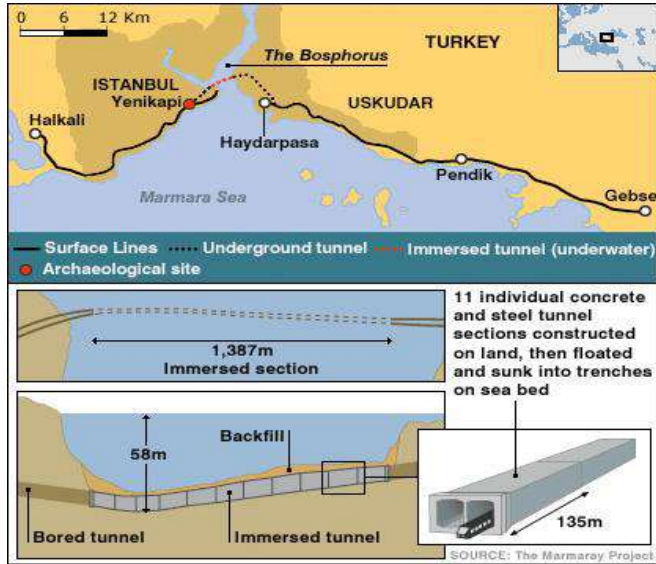 0 6 12 Km
The Bosphorus
TURKEY
ISTANBUL
Yenikapi
USKUDAR
Halkali
Haydarpasa
Pendik
Marmara Sea
Gebse
Surface Lines
Underground tunnel
Immersed tunnel (underwater)
Archaeological site
11 individual concrete
and steel tunnel
sections constructed
on land, then floated
and sunk into trenches
on sea bed
1,387m
Immersed section
Backfill
58m
Bored tunnel
Immersed tunnel
135m
SOURCE: The Marmaray Project